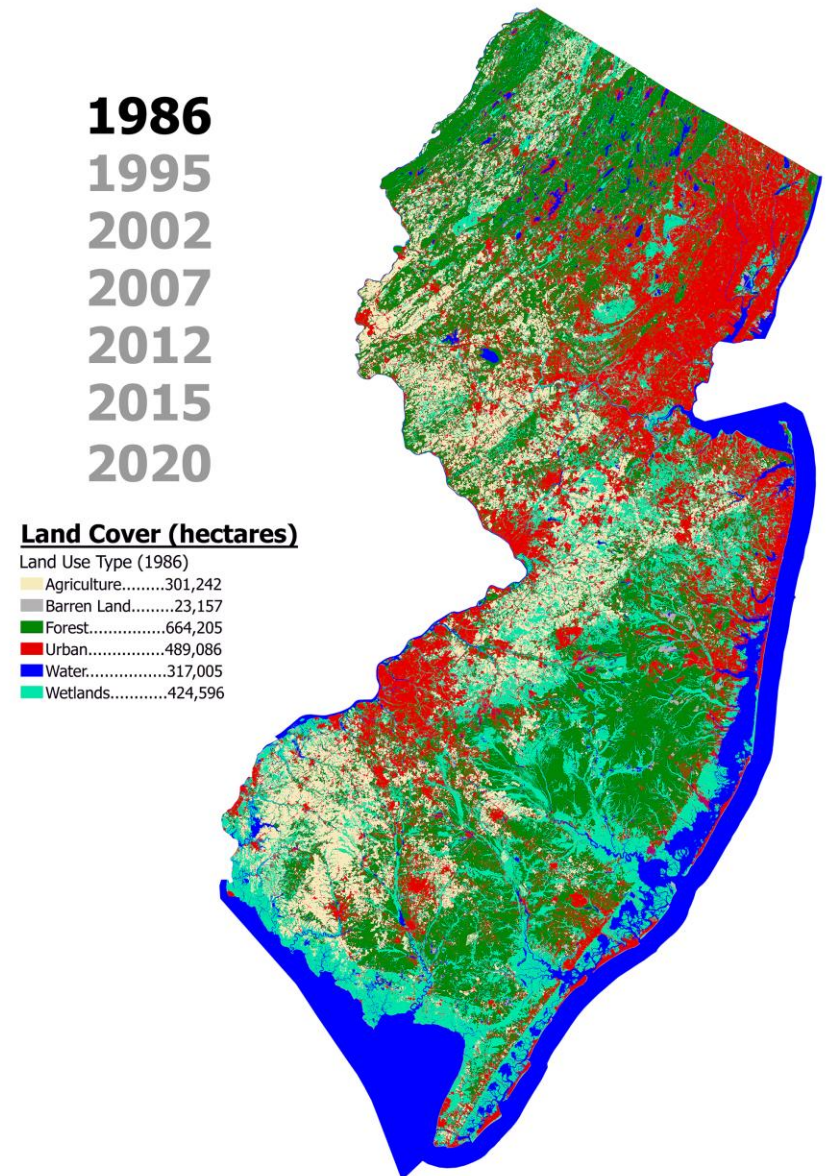 1986
1995
2002
2007
2012
2015
2020
Land Cover (hectares)
Land Use Type (1986)
Agriculture.........301,242
Barren Land........23,157
Forest................664,205
Urban.................489,086
Water..................317,005
Wetlands............424,596